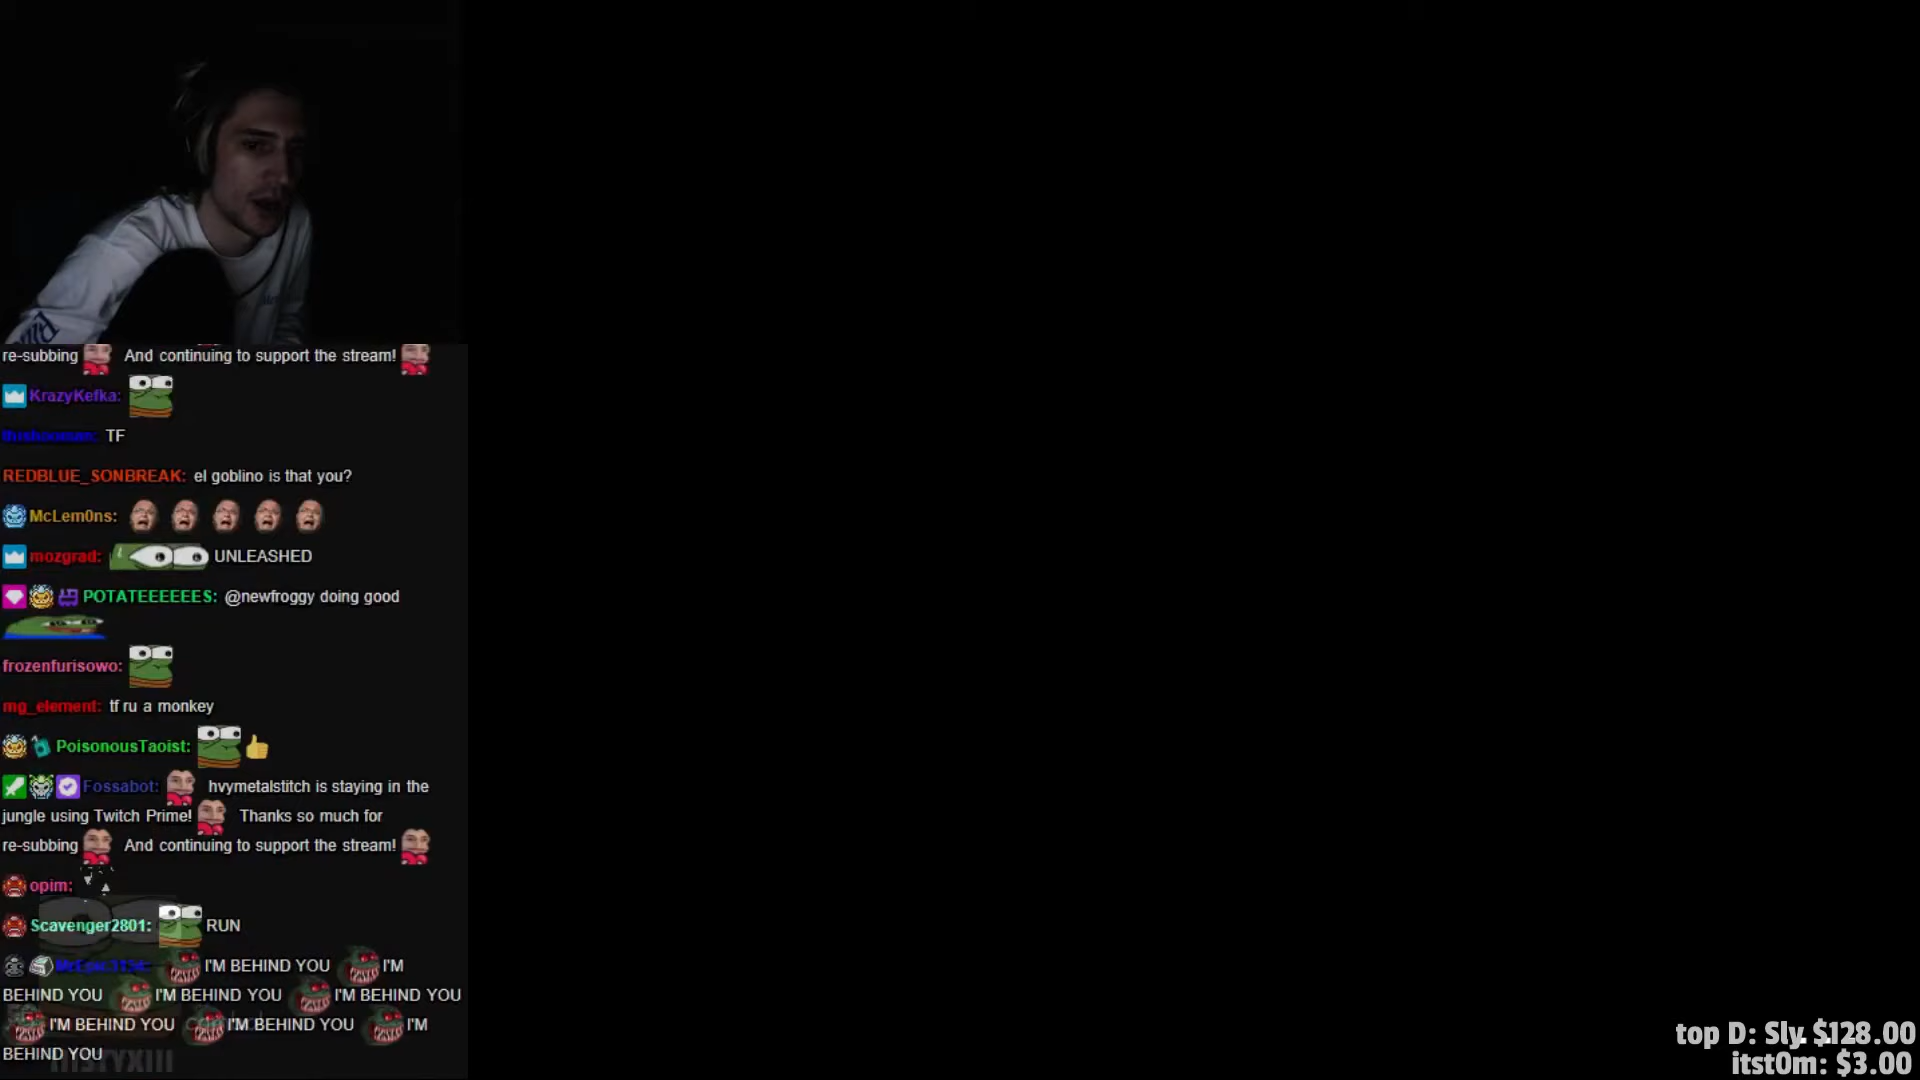 re-subbing And continuing to support the stream!
KrazyKefka:
TF
REDBLUE_SONBREAK: el goblino is that you?
McLem0ns:
mozgrad: UNLEASHED
POTATEEEEEES: @newfroggy doing good
frozenfurisowo:
mg_element: tf ru a monkey
PoisonousTaoist:
Fossabot: hvymetalstitch is staying in the
jungle using Twitch Prime! Thanks so much for
re-subbing And continuing to support the stream!
opim:
Scavenger2801: RUN
I'M BEHIND YOU I'M
BEHIND YOU I'M BEHIND YOU I'M BEHIND YOU
I'M BEHIND YOU I'M BEHIND YOU I'M
BEHIND YOU
top D: Sly. $128.00
itst0m: $3.00